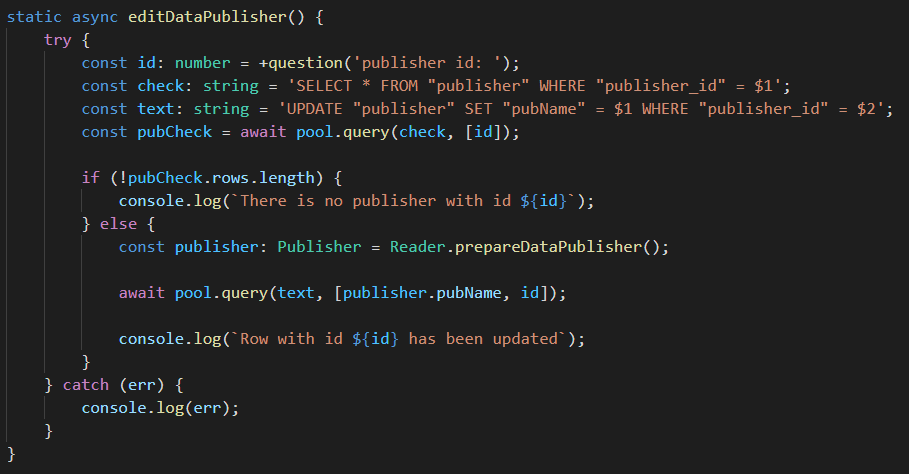 static async editDataPublisher() {
    try {
        const id: number = +question('publisher id: ');
        const check: string = 'SELECT * FROM "publisher" WHERE "publisher_id" = $1';
        const text: string = 'UPDATE "publisher" SET "pubName" = $1 WHERE "publisher_id" = $2';
        const pubCheck = await pool.query(check, [id]);

        if (!pubCheck.rows.length) {
            console.log(`There is no publisher with id ${id}`);
        } else {
            const publisher: Publisher = Reader.prepareDataPublisher();

            await pool.query(text, [publisher.pubName, id]);

            console.log(`Row with id ${id} has been updated`);
        }
    } catch (err) {
        console.log(err);
    }
}